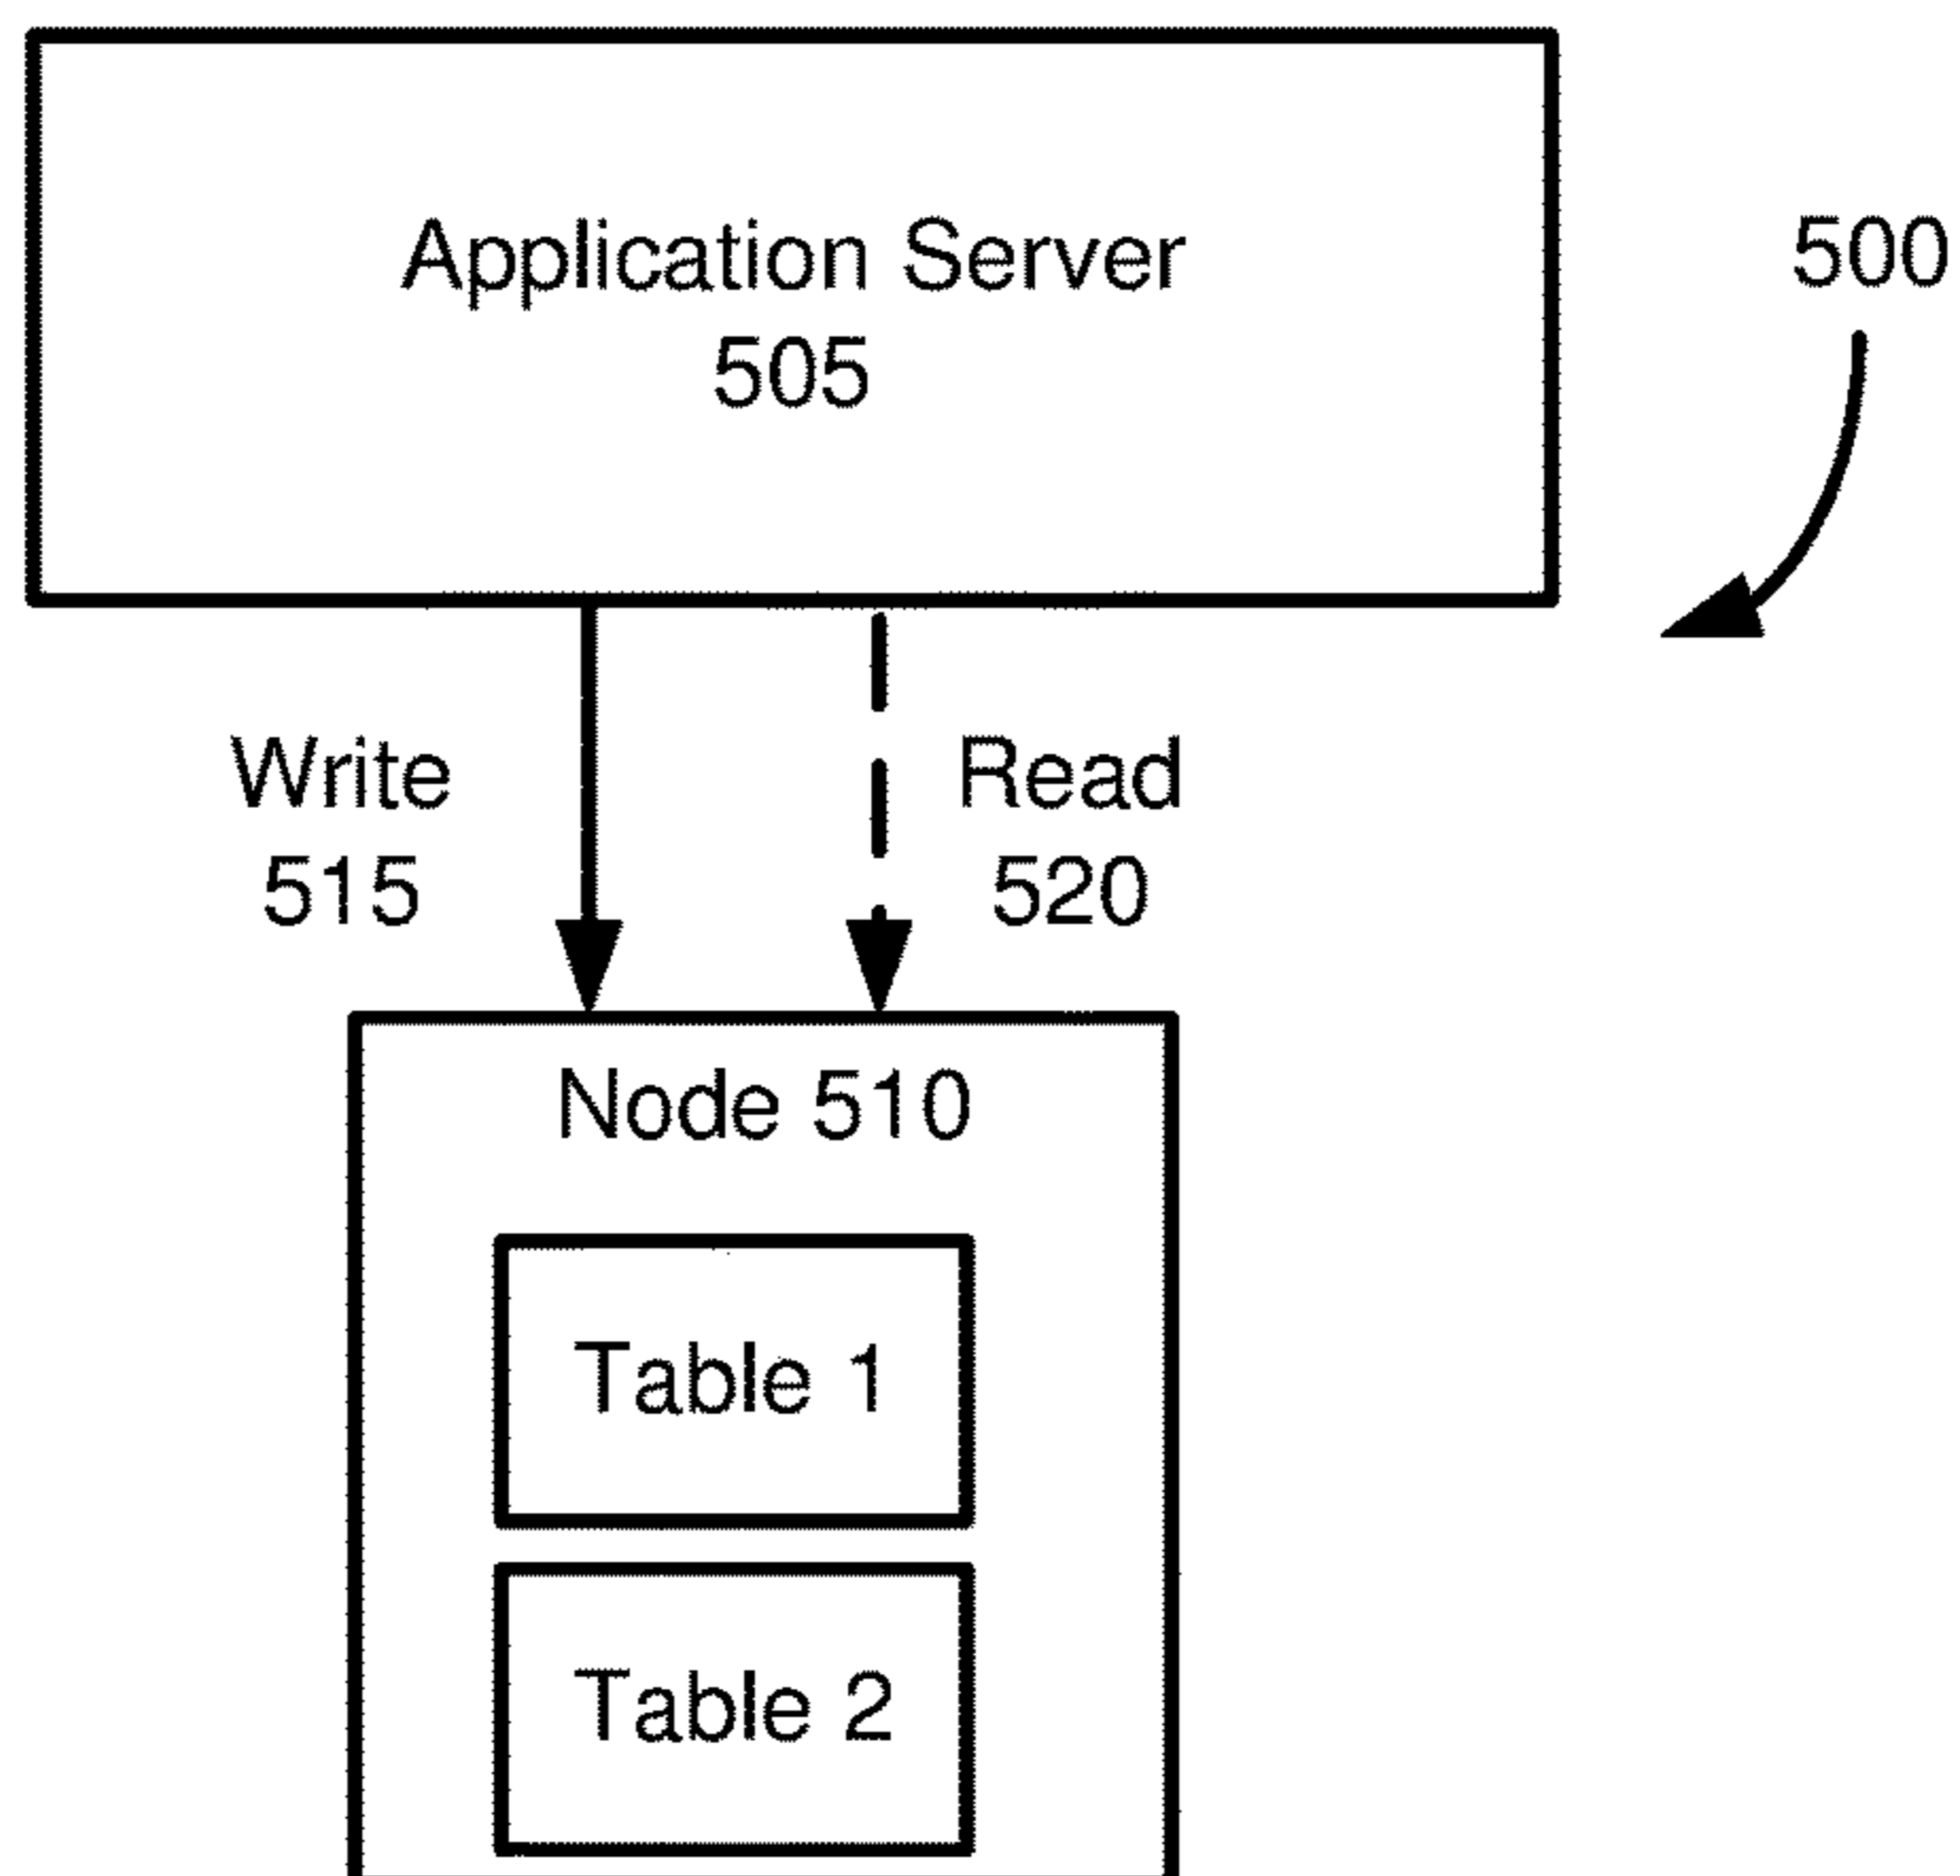 Application Server
505
500
Write
515
Read
520
Node 510
Table 1
Table 2